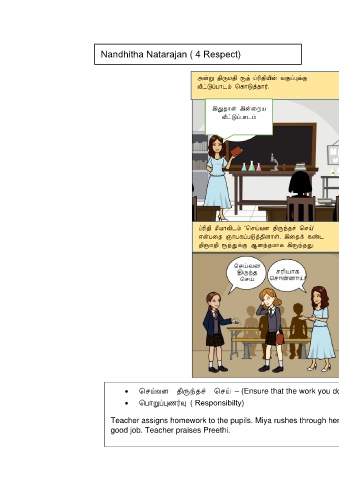 Nandhitha Natarajan ( 4 Respect)
அன்று திருமதி ரூத் ப்ரீதியின் வகுப்புக்கு
வீட்டுப்பாடம் கொடுத்தார்.
இதுதான் இன்றைய
வீட்டுப்பாடம்
ப்ரீதி மியாவிடம் 'செய்வன திருந்தச் செய்'
என்பதை ஞாபகப்படுத்தினாள். இதைக் கண்ட
திருமதி ரூத்துக்கு ஆனந்தமாக இருந்தது
செய்வன
திருந்த
செய்
சரியாக
சொன்னாய்!
• செய்வன திருந்தச் செய் – (Ensure that the work you do
• பொறுப்புணர்வு ( Responsibilty)
Teacher assigns homework to the pupils. Miya rushes through her
good job. Teacher praises Preethi.